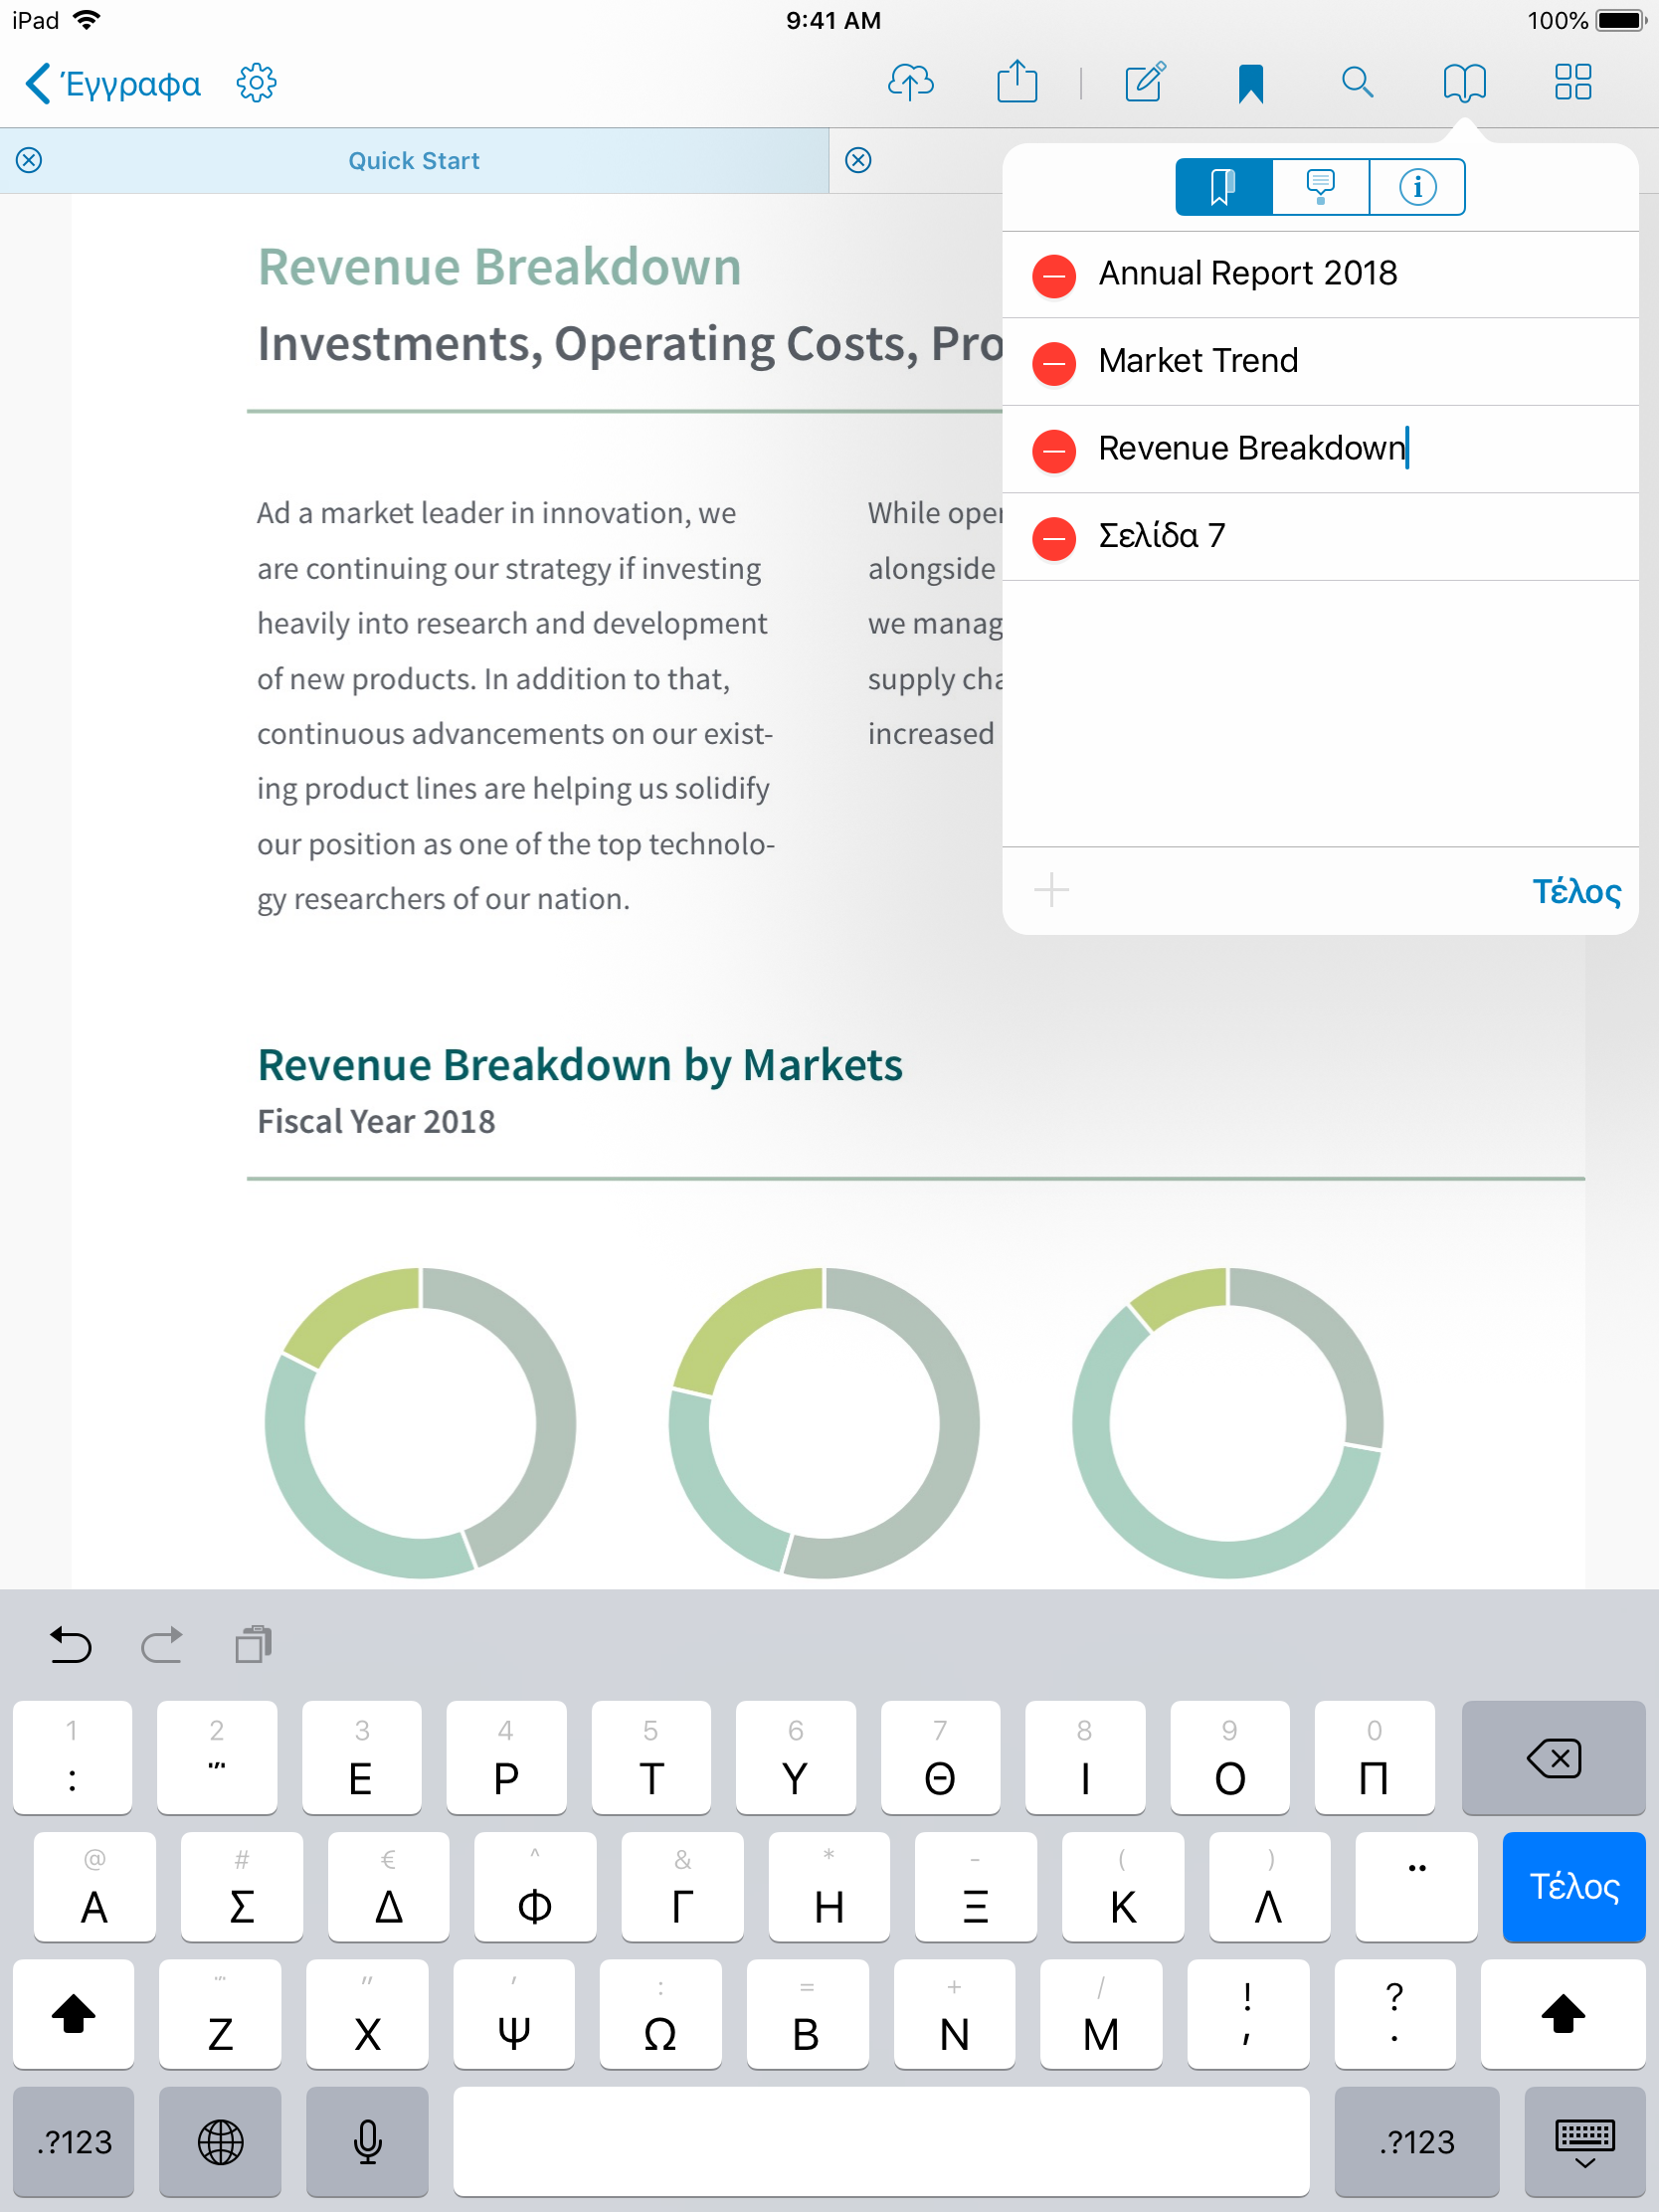 iPad 9:41 AM 100%
Έγγραφα
Quick Start
Revenue Breakdown
Investments, Operating Costs, Pro
Ad a market leader in innovation, we
are continuing our strategy if investing
heavily into research and development
of new products. In addition to that,
continuous advancements on our exist-
ing product lines are helping us solidify
our position as one of the top technolo-
gy researchers of our nation.
While oper
alongside
we manag
supply cha
increased
Annual Report 2018
Market Trend
Revenue Breakdown
Σελίδα 7
Τέλος
Revenue Breakdown by Markets
Fiscal Year 2018
1 2 3 4 5 6 7 8 9 0
: ¨΄ Ε Ρ Τ Υ Θ Ι Ο Π
@ # € ^ & * - ( )
Α Σ Δ Φ Γ Η Ξ Κ Λ ¨ Τέλος
¨΄ " ' : = + / ! ?
Ζ Χ Ψ Ω Β Ν Μ , .
.?123 .?123